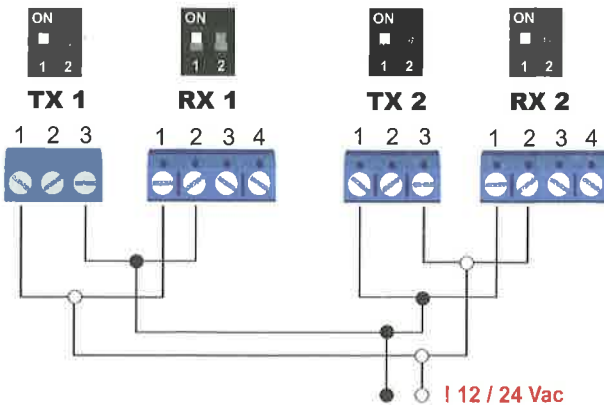 ON ON ON ON
1 2 1 2 1 2 1 2
TX 1 RX 1 TX 2 RX 2
1 2 3 1 2 3 4 1 2 3 1 2 3 4
! 12 / 24 Vac